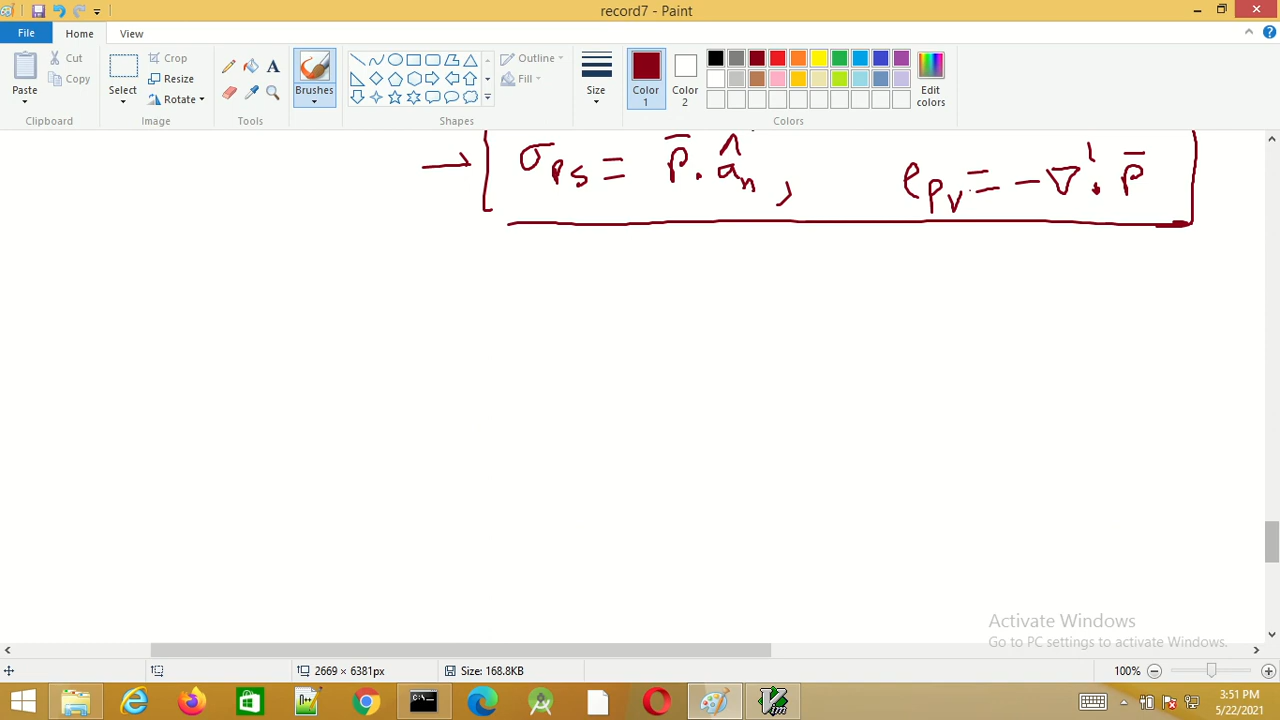 record7 - Paint
File Home View
Paste Cut Copy
Clipboard
Select Crop Resize Rotate
Image
A
Tools
Brushes
Outline Fill
Shapes
Size
Color 1
Color 2
Edit colors
Colors
→ σ_ps = P̄ . â_n , ρ_pv = - ∇' . P̄
Activate Windows
Go to PC settings to activate Windows.
2669 × 6381px Size: 168.8KB 100%
3:51 PM
5/22/2021